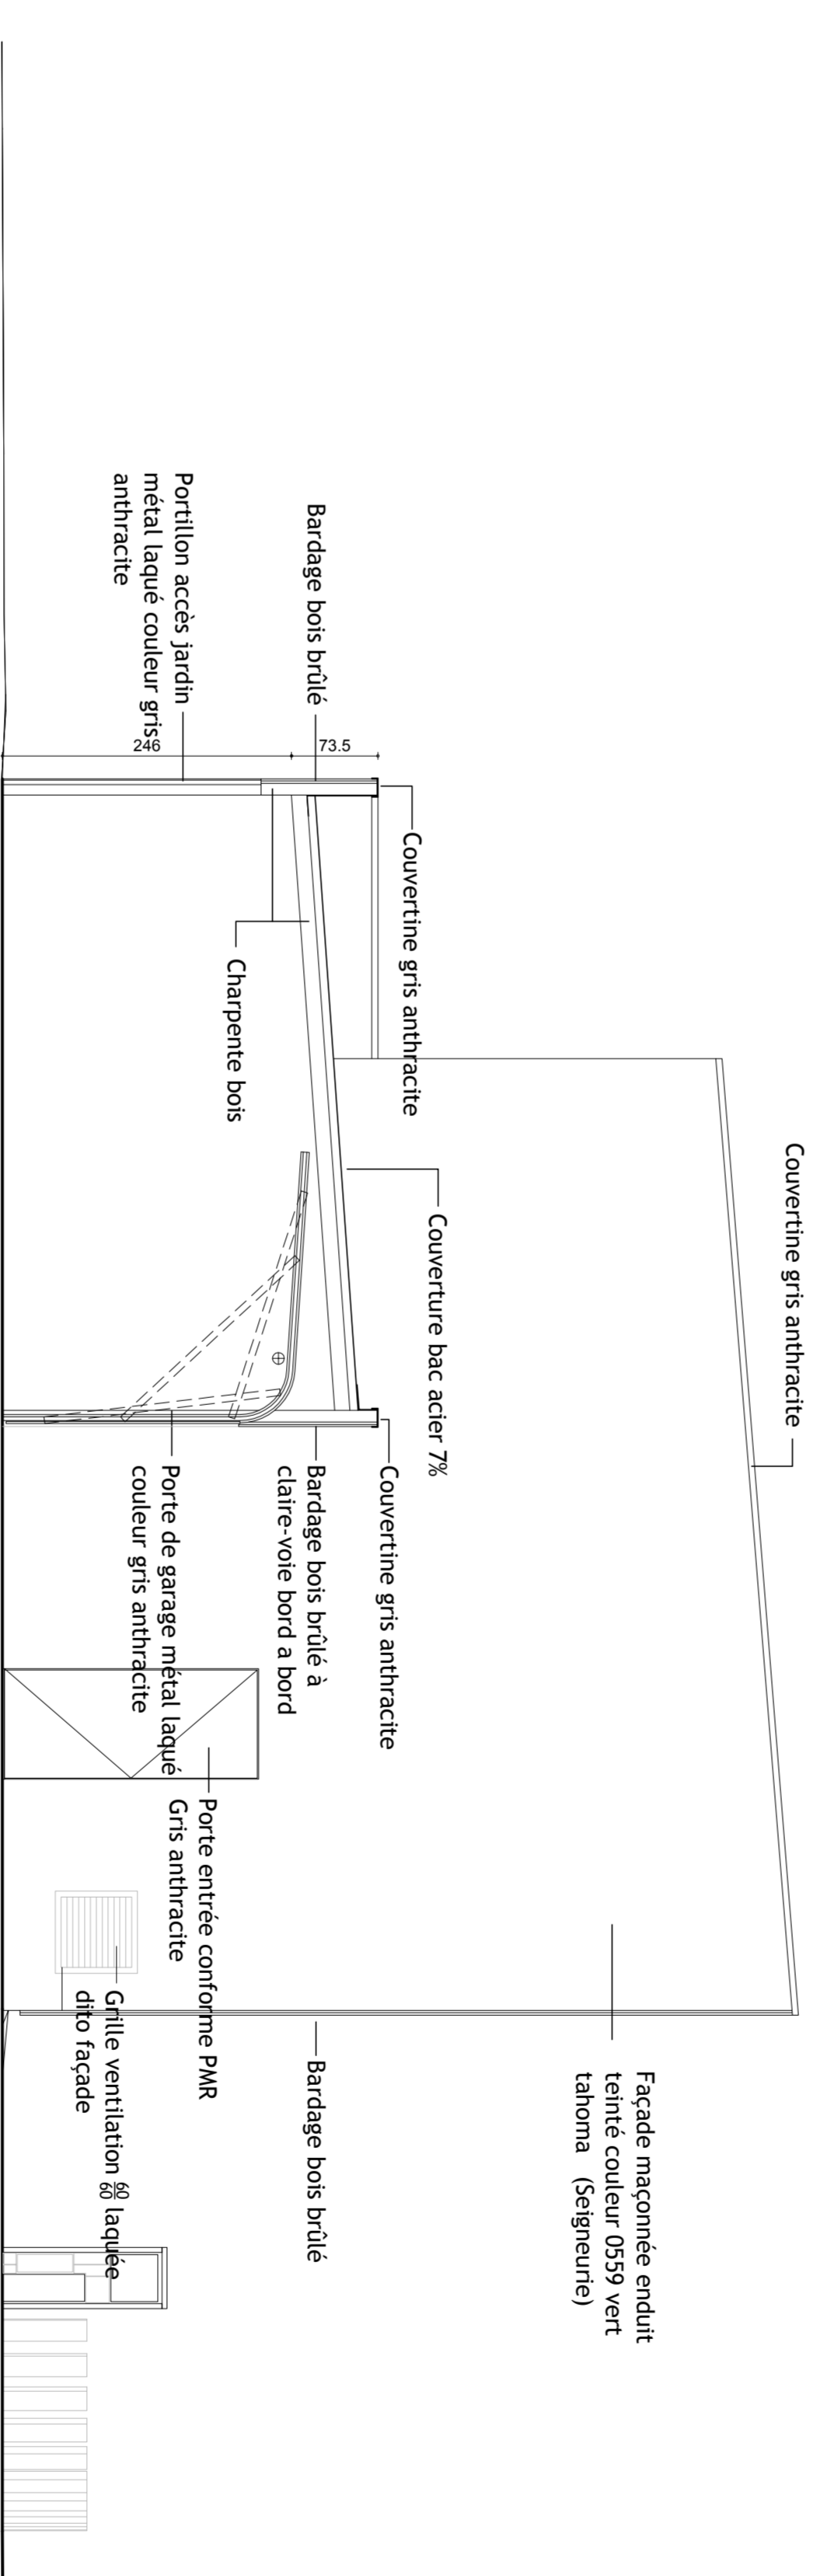 Couvertine gris anthracite
Façade maçonnée enduit
teinté couleur 0559 vert
tahoma (Seigneurie)
Couverture bac acier 7%
Couvertine gris anthracite
Couvertine gris anthracite
Bardage bois brûlé
73.5
Bardage bois brûlé à
claire-voie bord a bord
Bardage bois brûlé
Charpente bois
Portillon accès jardin
métal laqué couleur gris
anthracite
246
Porte de garage métal laqué
couleur gris anthracite
Porte entrée conforme PMR
Gris anthracite
Grille ventilation 60/60 laquée
dito façade